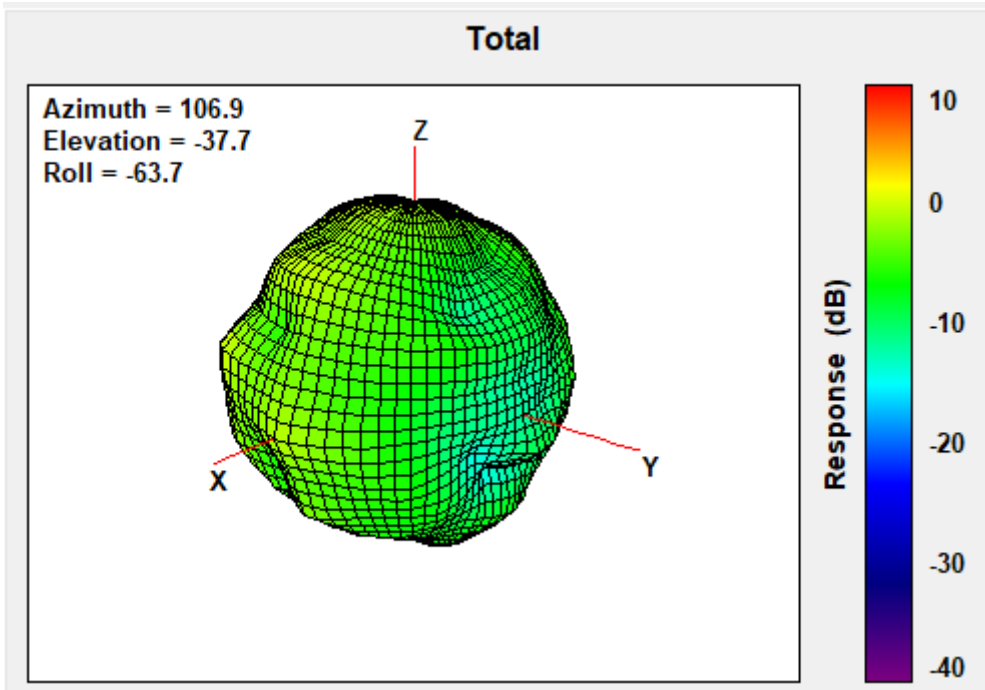 Total
Azimuth = 106.9
Elevation = -37.7
Roll = -63.7
Z
X
Y
10
0
-10
-20
-30
-40
Response (dB)